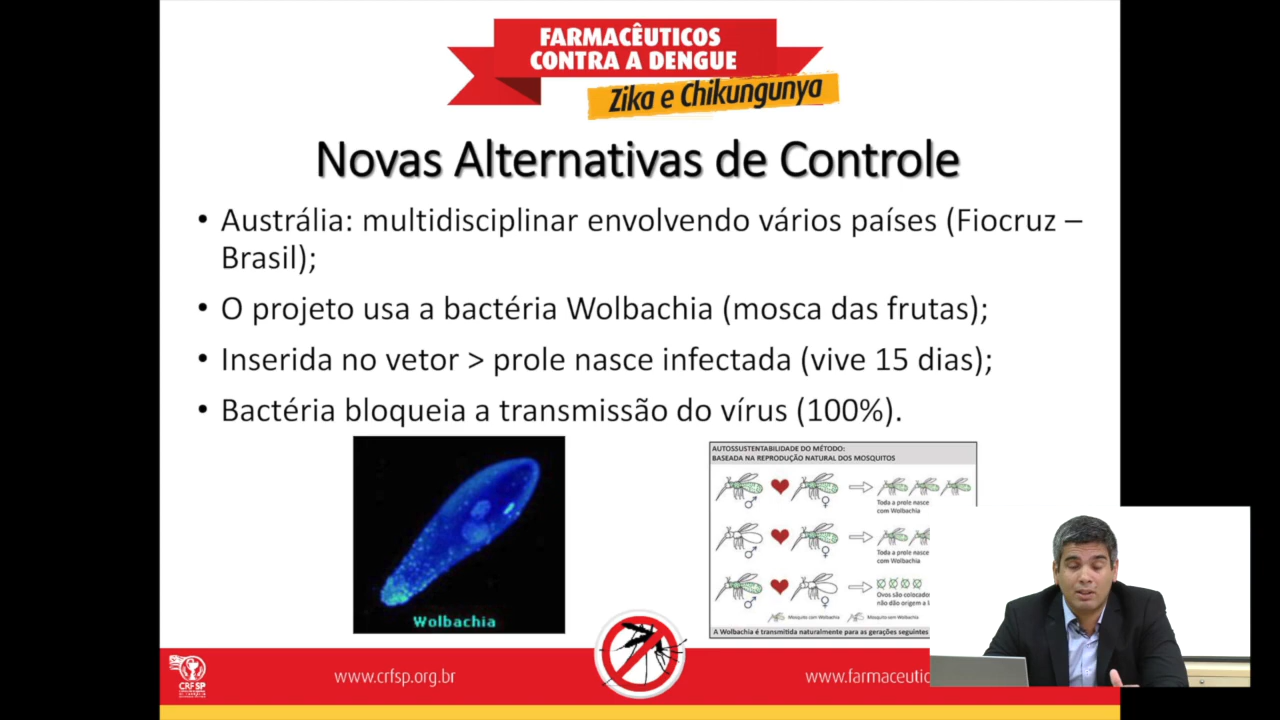 FARMACÊUTICOS
CONTRA A DENGUE
Zika e Chikungunya
Novas Alternativas de Controle
• Austrália: multidisciplinar envolvendo vários países (Fiocruz –
Brasil);
• O projeto usa a bactéria Wolbachia (mosca das frutas);
• Inserida no vetor > prole nasce infectada (vive 15 dias);
• Bactéria bloqueia a transmissão do vírus (100%).
Wolbachia
AUTOSSUSTENTABILIDADE DO MÉTODO:
BASEADA NA REPRODUÇÃO NATURAL DOS MOSQUITOS
Toda a prole nasce
com Wolbachia
Toda a prole nasce
com Wolbachia
Ovos são colocado
não dão origem a l
Mosquito com Wolbachia
Mosquito sem Wolbachia
A Wolbachia é transmitida naturalmente para as gerações seguintes
CRF SP
www.crfsp.org.br
www.farmaceutic